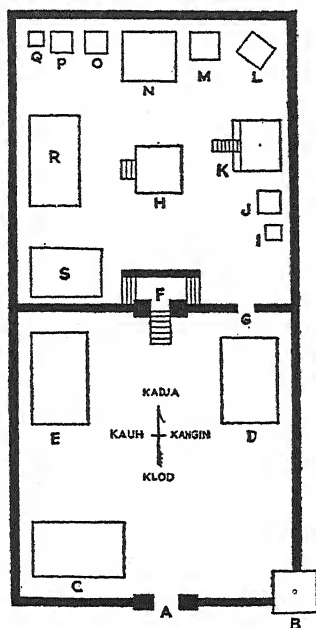 Q P O N M L
R H K
J
I
S F
G
E D
KADJA
KAUH KANGIN
KLOD
C A B